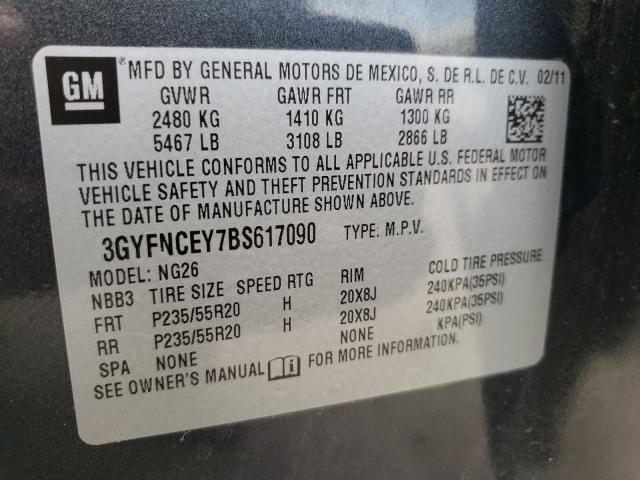 GM ® MFD BY GENERAL MOTORS DE MEXICO, S. DE R.L. DE C.V. 02/11
GVWR GAWR FRT GAWR RR
2480 KG 1410 KG 1300 KG
5467 LB 3108 LB 2866 LB
THIS VEHICLE CONFORMS TO ALL APPLICABLE U.S. FEDERAL MOTOR
VEHICLE SAFETY AND THEFT PREVENTION STANDARDS IN EFFECT ON
THE DATE OF MANUFACTURE SHOWN ABOVE.
3GYFNCEY7BS617090 TYPE: M.P.V.
MODEL: NG26
NBB3 TIRE SIZE SPEED RTG RIM COLD TIRE PRESSURE
FRT P235/55R20 H 20X8J 240KPA(35PSI)
RR P235/55R20 H 20X8J 240KPA(35PSI)
SPA NONE NONE KPA(PSI)
SEE OWNER'S MANUAL i FOR MORE INFORMATION.